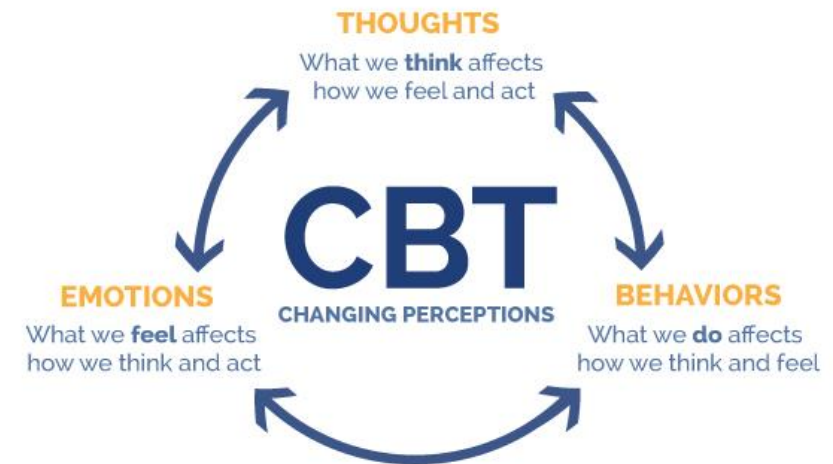 THOUGHTS
What we think affects
how we feel and act
CBT
CHANGING PERCEPTIONS
EMOTIONS
What we feel affects
how we think and act
BEHAVIORS
What we do affects
how we think and feel